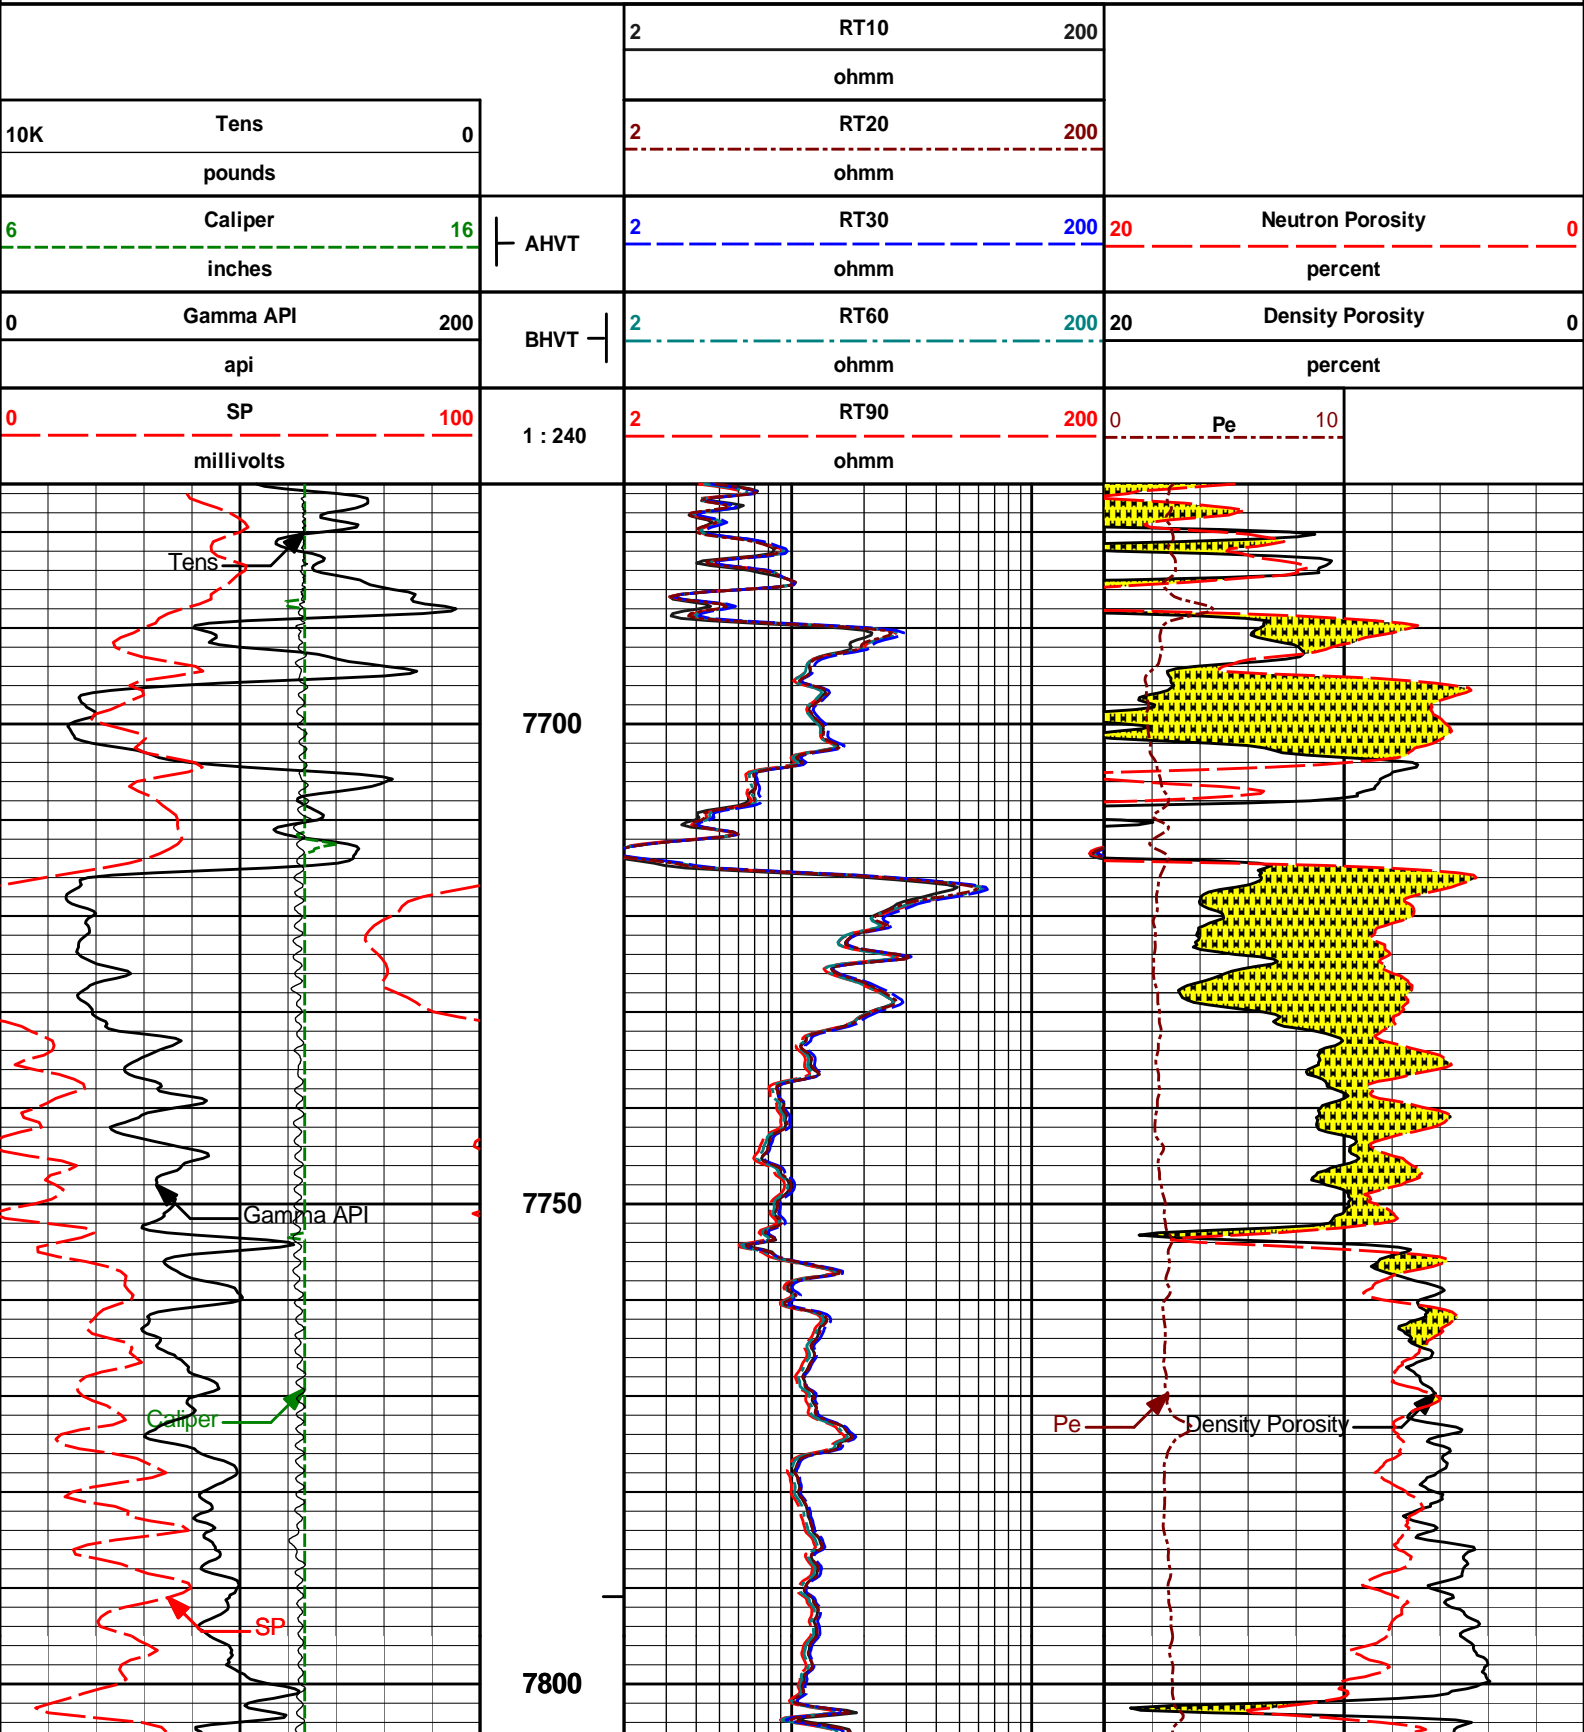 2 RT10 200
ohmm
10K Tens 0
pounds
2 RT20 200
ohmm
6 Caliper 16
inches
AHVT
2 RT30 200
ohmm
20 Neutron Porosity 0
percent
0 Gamma API 200
api
BHVT
2 RT60 200
ohmm
20 Density Porosity 0
percent
0 SP 100
millivolts
1 : 240
2 RT90 200
ohmm
0 Pe 10
Tens
7700
7750
Gamma API
Caliper
Pe
Density Porosity
SP
7800